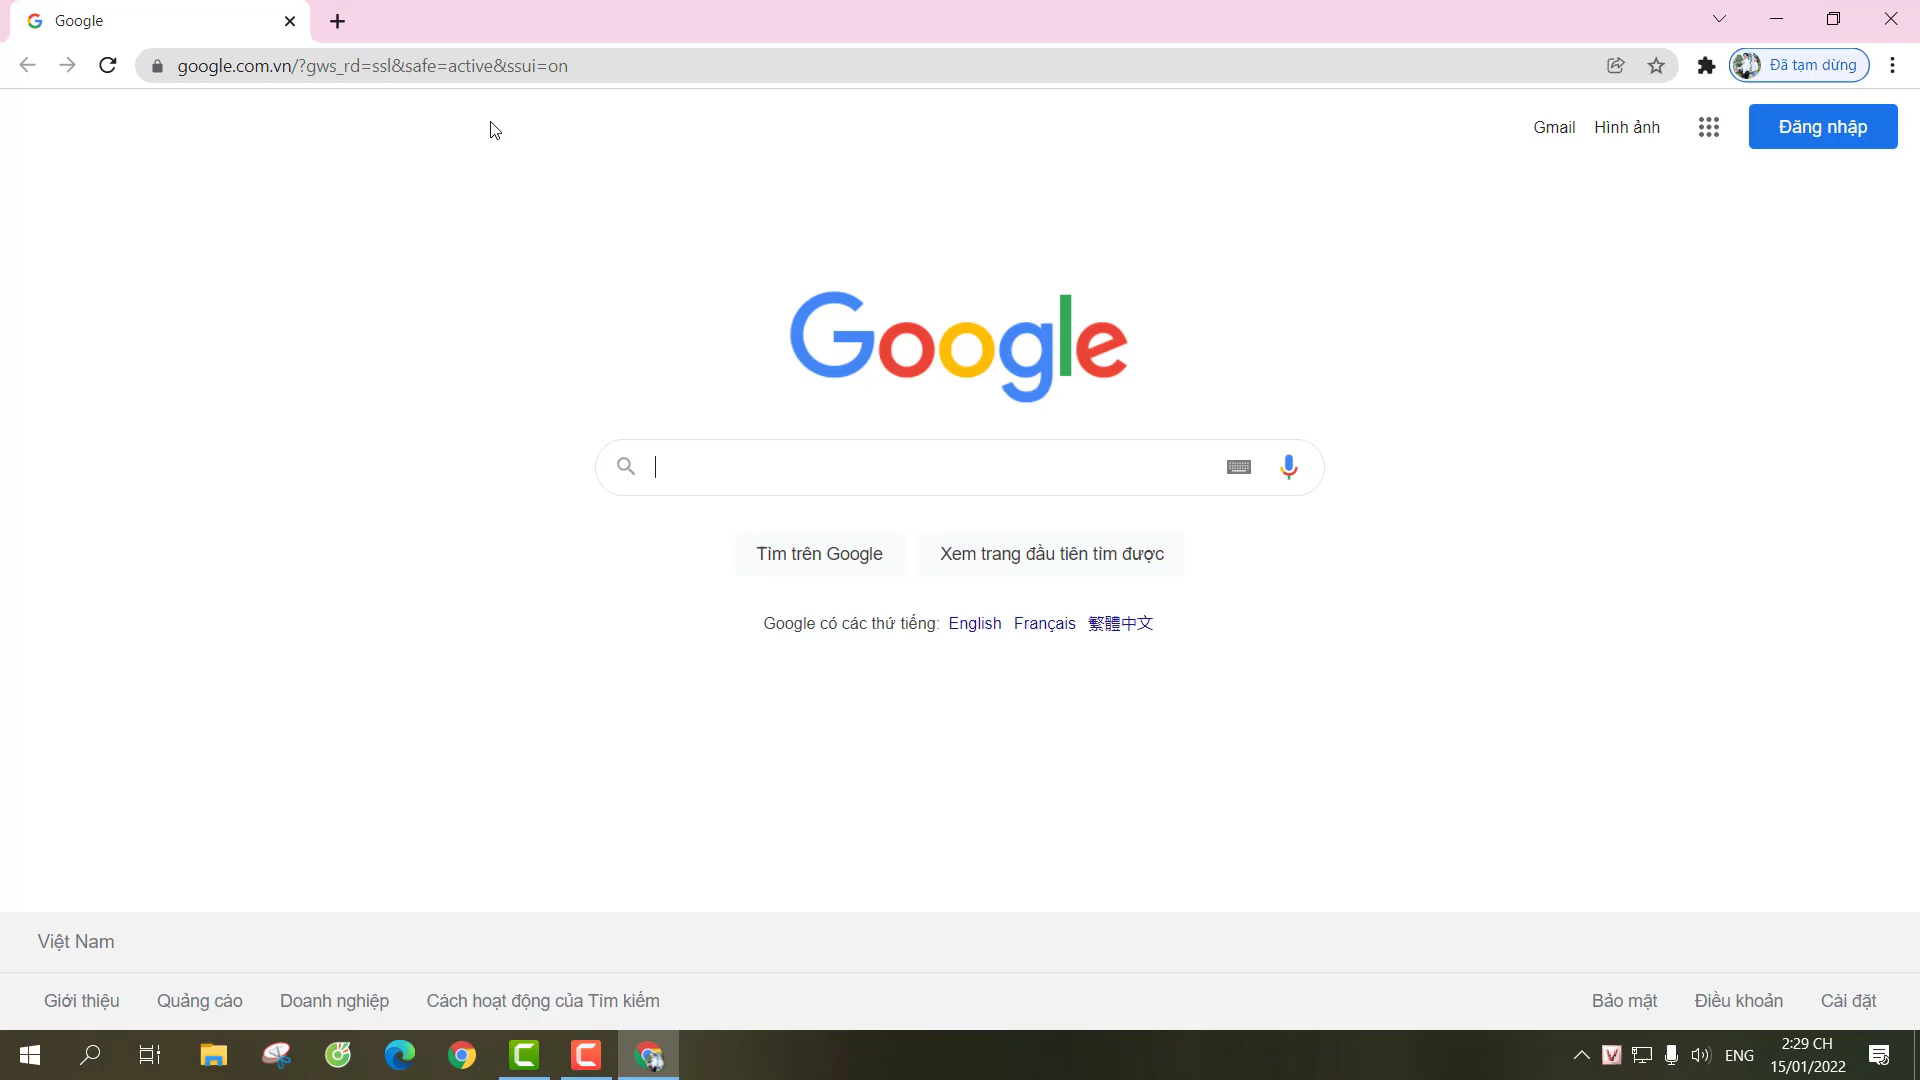 Google
google.com.vn/?gws_rd=ssl&safe=active&ssui=on
Đã tạm dừng
Gmail Hình ảnh
Đăng nhập
Google
Tìm trên Google
Xem trang đầu tiên tìm được
Google có các thứ tiếng: English Français 繁體中文
Việt Nam
Giới thiệu Quảng cáo Doanh nghiệp Cách hoạt động của Tìm kiếm
Bảo mật Điều khoản Cài đặt
ENG
2:29 CH
15/01/2022